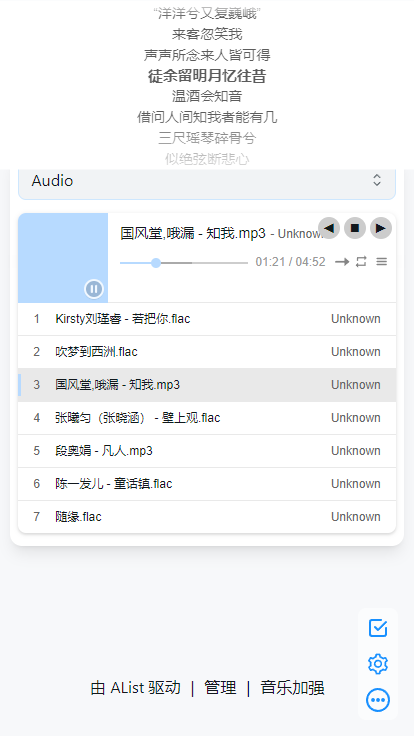 “洋洋兮又复巍峨”
来客忽笑我
声声所念来人皆可得
徒余留明月忆往昔
温酒会知音
借问人间知我者能有几
三尺瑶琴碎骨兮
似绝弦断悲心
Audio
国风堂,哦漏 - 知我.mp3 - Unknown
01:21 / 04:52
1 Kirsty刘瑾睿 - 若把你.flac Unknown
2 吹梦到西洲.flac Unknown
3 国风堂,哦漏 - 知我.mp3 Unknown
4 张曦匀（张晓涵） - 壁上观.flac Unknown
5 段奥娟 - 凡人.mp3 Unknown
6 陈一发儿 - 童话镇.flac Unknown
7 随缘.flac Unknown
由 AList 驱动 | 管理 | 音乐加强